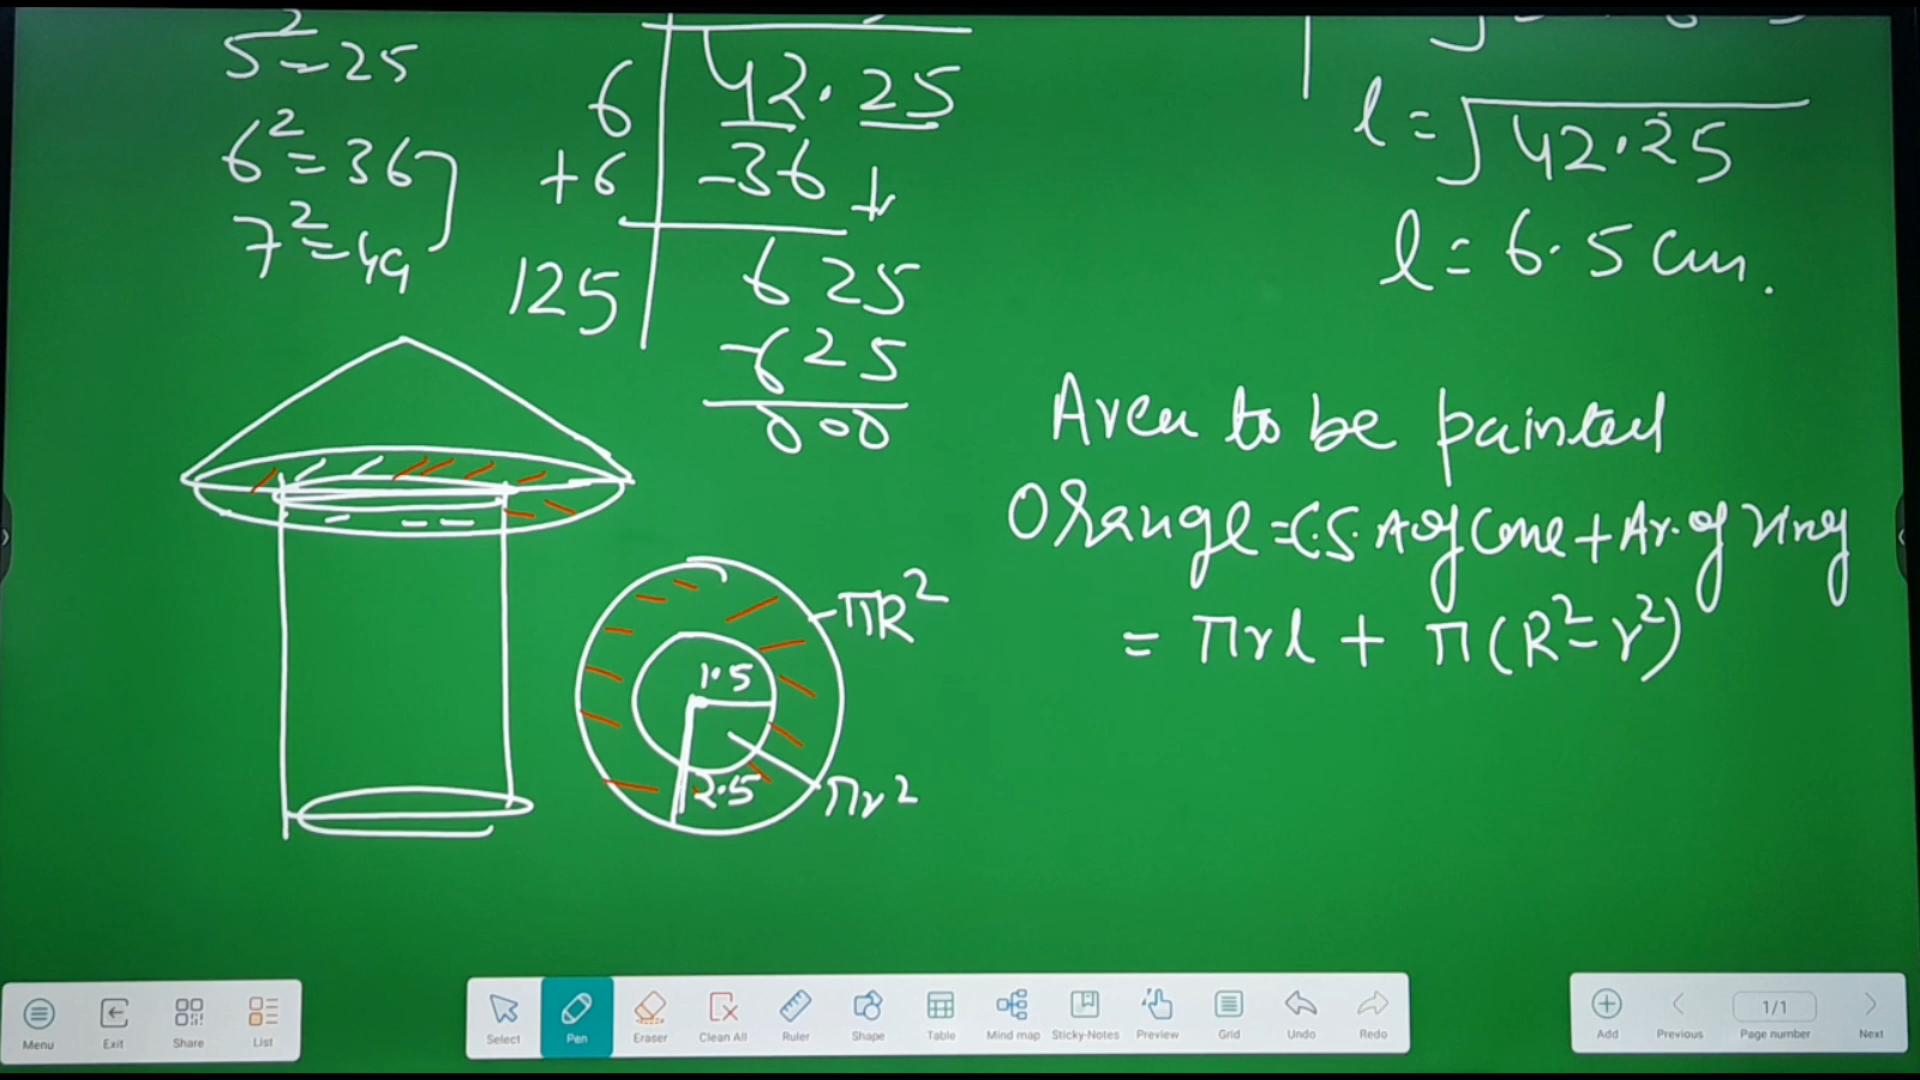 5²=25
6²=36
7²=49
6
42.25
+6
-36
125
625
-625
000
l=√42.25
l=6.5cm.
Area to be painted
Orange=C.S.A of Cone+Ar.of ring
=πrl+π(R²-r²)
πR²
1.5
2.5
πr²
Menu
Exit
Share
List
Select
Pen
Eraser
Clean All
Ruler
Shape
Table
Mind map
Sticky-Notes
Preview
Grid
Undo
Redo
Add
Previous
1/1
Page number
Next